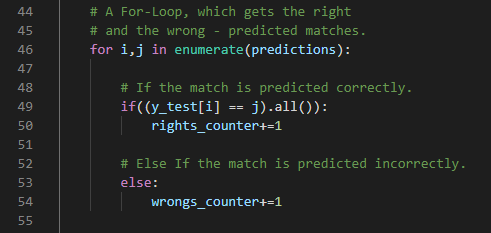 44 # A For-Loop, which gets the right
45 # and the wrong - predicted matches.
46 for i,j in enumerate(predictions):
47
48 # If the match is predicted correctly.
49 if((y_test[i] == j).all()):
50 rights_counter+=1
51
52 # Else If the match is predicted incorrectly.
53 else:
54 wrongs_counter+=1
55